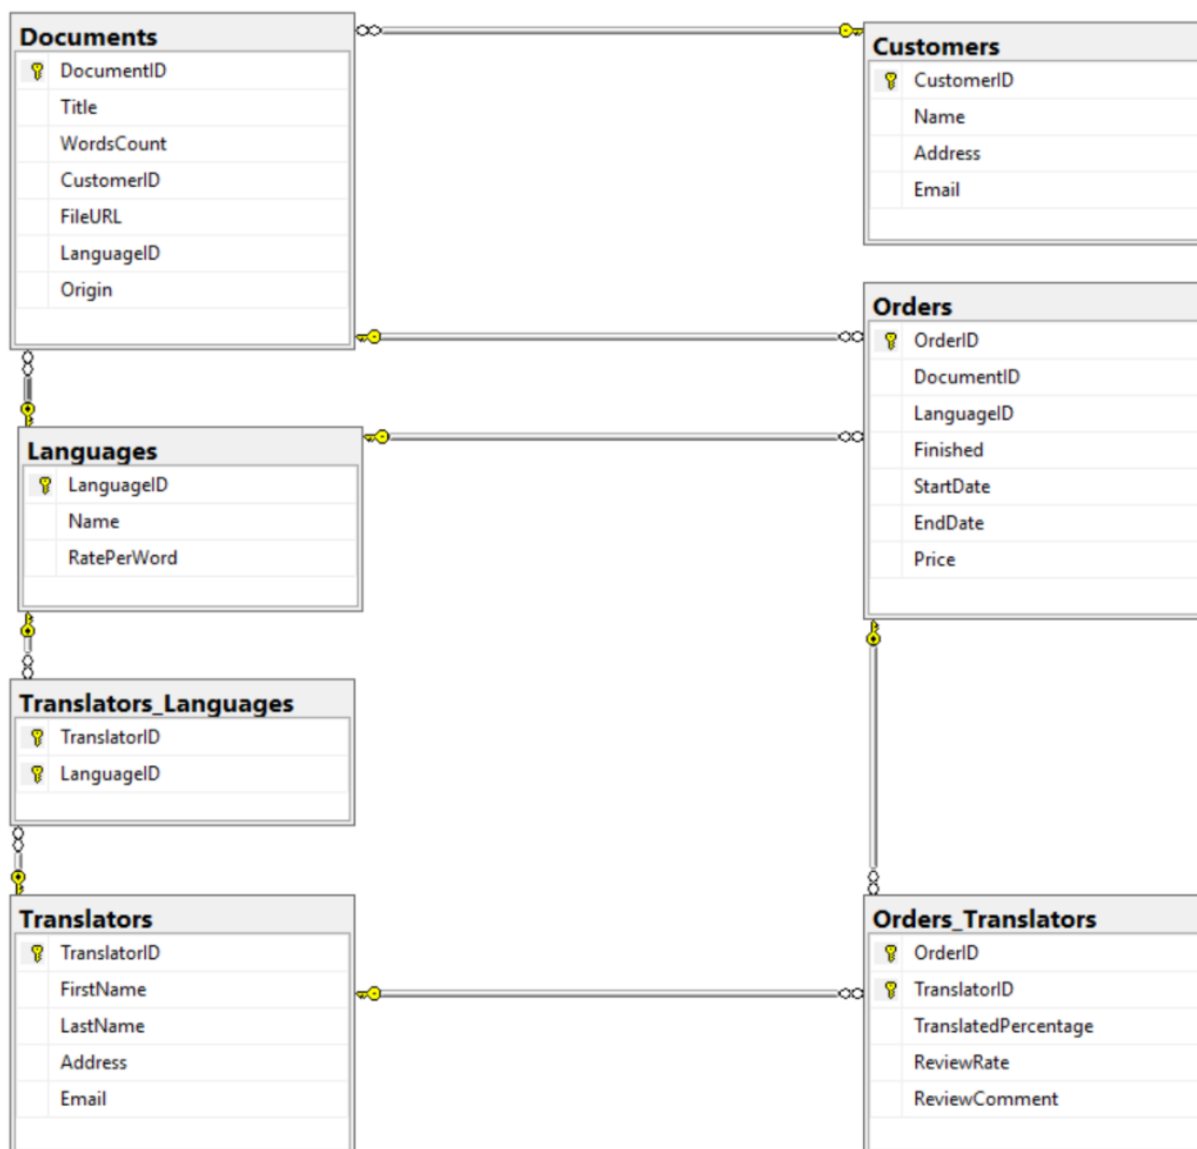 Documents
DocumentID
Title
WordsCount
CustomerID
FileURL
LanguageID
Origin
Customers
CustomerID
Name
Address
Email
Orders
OrderID
DocumentID
LanguageID
Finished
StartDate
EndDate
Price
Languages
LanguageID
Name
RatePerWord
Translators_Languages
TranslatorID
LanguageID
Translators
TranslatorID
FirstName
LastName
Address
Email
Orders_Translators
OrderID
TranslatorID
TranslatedPercentage
ReviewRate
ReviewComment